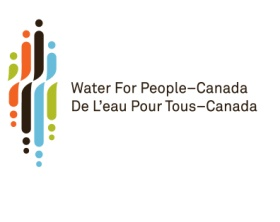 Water For People–Canada
De L'eau Pour Tous–Canada